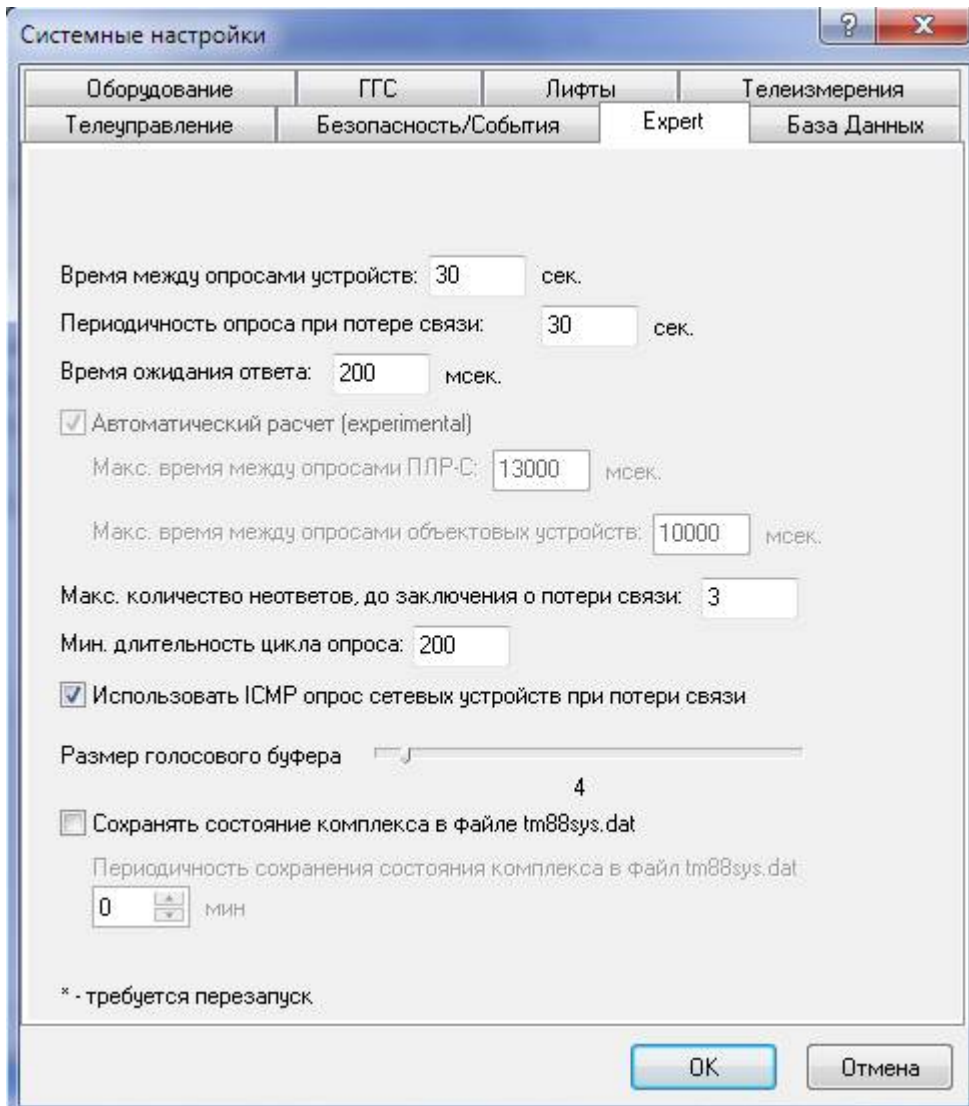 Системные настройки
Оборудование ГГС Лифты Телеизмерения
Телеуправление Безопасность/События Expert База Данных
Время между опросами устройств: 30 сек.
Периодичность опроса при потере связи: 30 сек.
Время ожидания ответа: 200 мсек.
Автоматический расчет (experimental)
Макс. время между опросами ПЛР-С: 13000 мсек.
Макс. время между опросами объектовых устройств: 10000 мсек.
Макс. количество неответов, до заключения о потери связи: 3
Мин. длительность цикла опроса: 200
Использовать ICMP опрос сетевых устройств при потери связи
Размер голосового буфера
4
Сохранять состояние комплекса в файле tm88sys.dat
Периодичность сохранения состояния комплекса в файл tm88sys.dat
0 мин
* - требуется перезапуск
OK Отмена